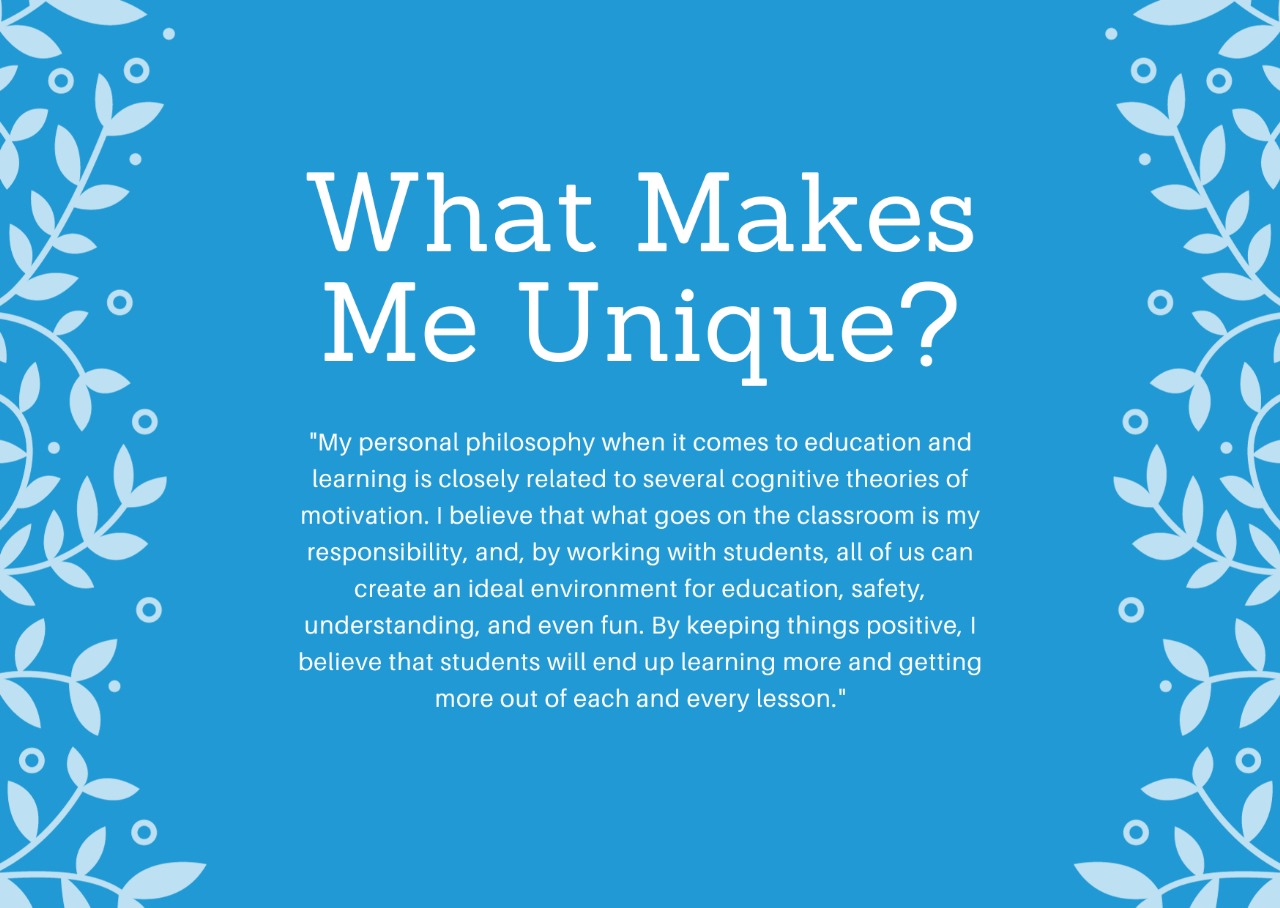 What Makes
Me Unique?
"My personal philosophy when it comes to education and
learning is closely related to several cognitive theories of
motivation. I believe that what goes on the classroom is my
responsibility, and, by working with students, all of us can
create an ideal environment for education, safety,
understanding, and even fun. By keeping things positive, I
believe that students will end up learning more and getting
more out of each and every lesson."